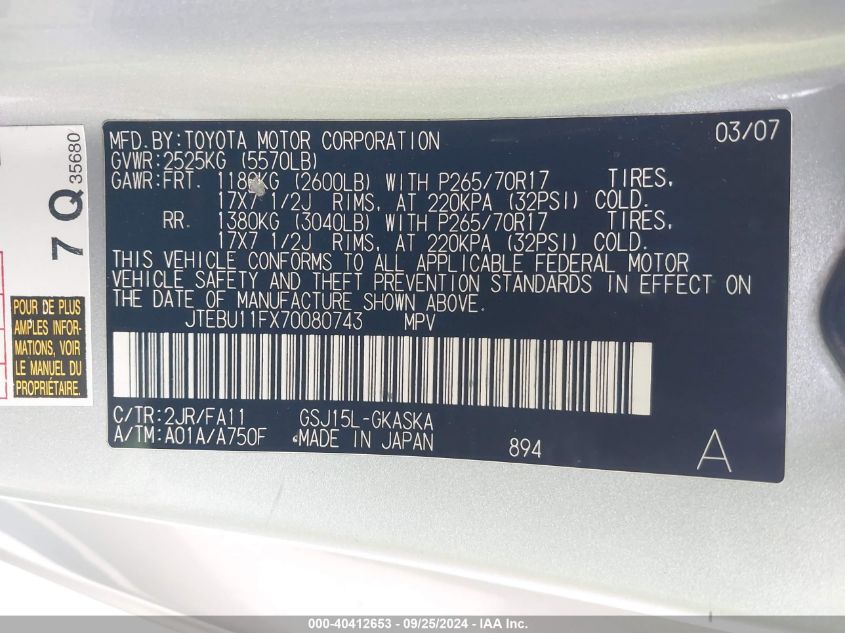 MFD. BY: TOYOTA MOTOR CORPORATION 03/07
GVWR: 2525KG (5570LB)
GAWR: FRT. 1180KG (2600LB) WITH P265/70R17 TIRES,
17X7 1/2J RIMS, AT 220KPA (32PSI) COLD.
RR. 1380KG (3040LB) WITH P265/70R17 TIRES,
17X7 1/2J RIMS, AT 220KPA (32PSI) COLD.
THIS VEHICLE CONFORMS TO ALL APPLICABLE FEDERAL MOTOR
VEHICLE SAFETY AND THEFT PREVENTION STANDARDS IN EFFECT ON
THE DATE OF MANUFACTURE SHOWN ABOVE.
JTEBU11FX70080743 MPV
C/TR: 2JR/FA11 GSJ15L-GKASKA
A/TM: A01A/A750F MADE IN JAPAN
894
A
7Q 35680
POUR DE PLUS
AMPLES INFOR-
MATIONS, VOIR
LE MANUEL DU
PROPRIÉTAIRE.
000-40412653 - 09/25/2024 - IAA Inc.